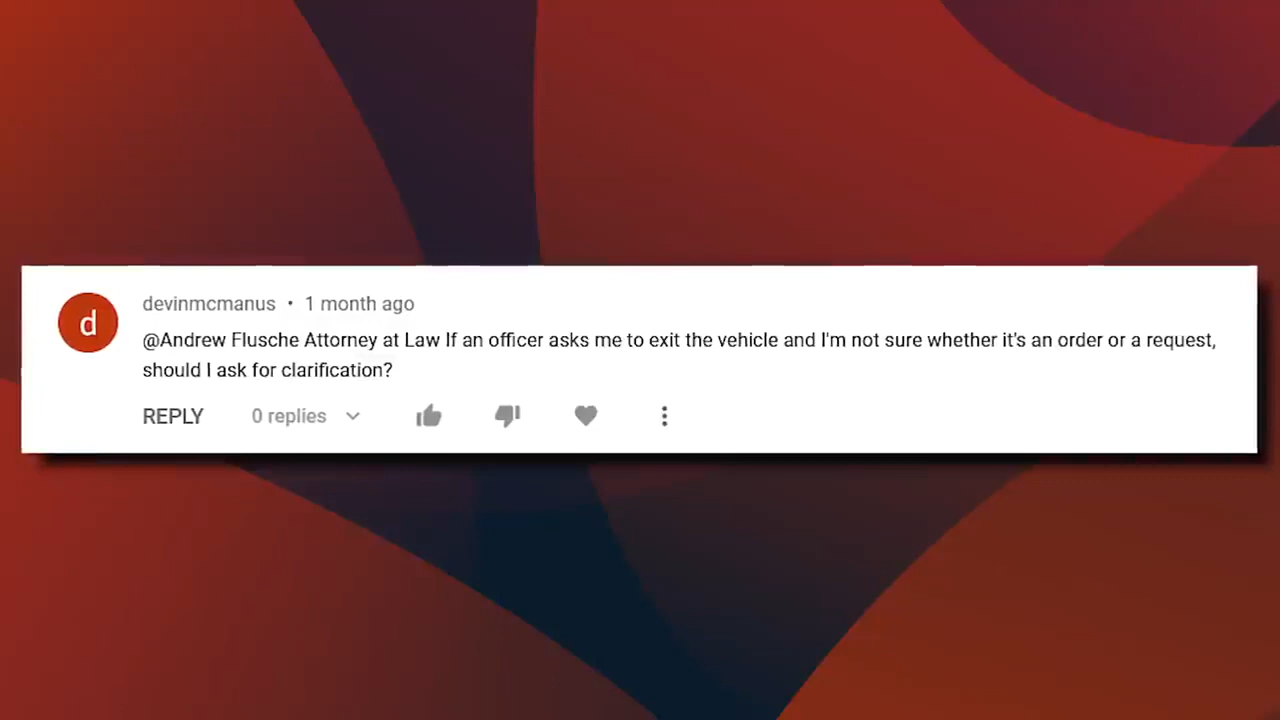 d
devinmcmanus • 1 month ago
@Andrew Flusche Attorney at Law If an officer asks me to exit the vehicle and I'm not sure whether it's an order or a request,
should I ask for clarification?
REPLY 0 replies